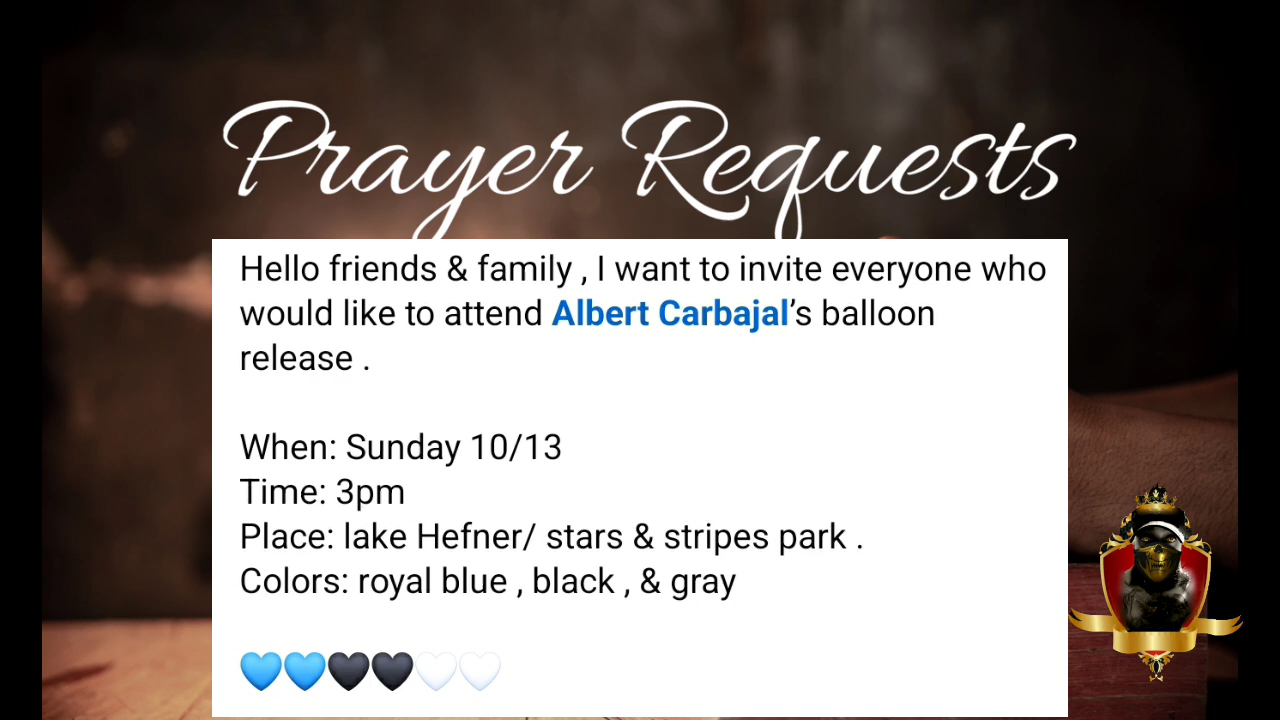 Prayer Requests
Hello friends & family , I want to invite everyone who
would like to attend Albert Carbajal’s balloon
release .
When: Sunday 10/13
Time: 3pm
Place: lake Hefner/ stars & stripes park .
Colors: royal blue , black , & gray
💙💙🖤🖤🤍🤍